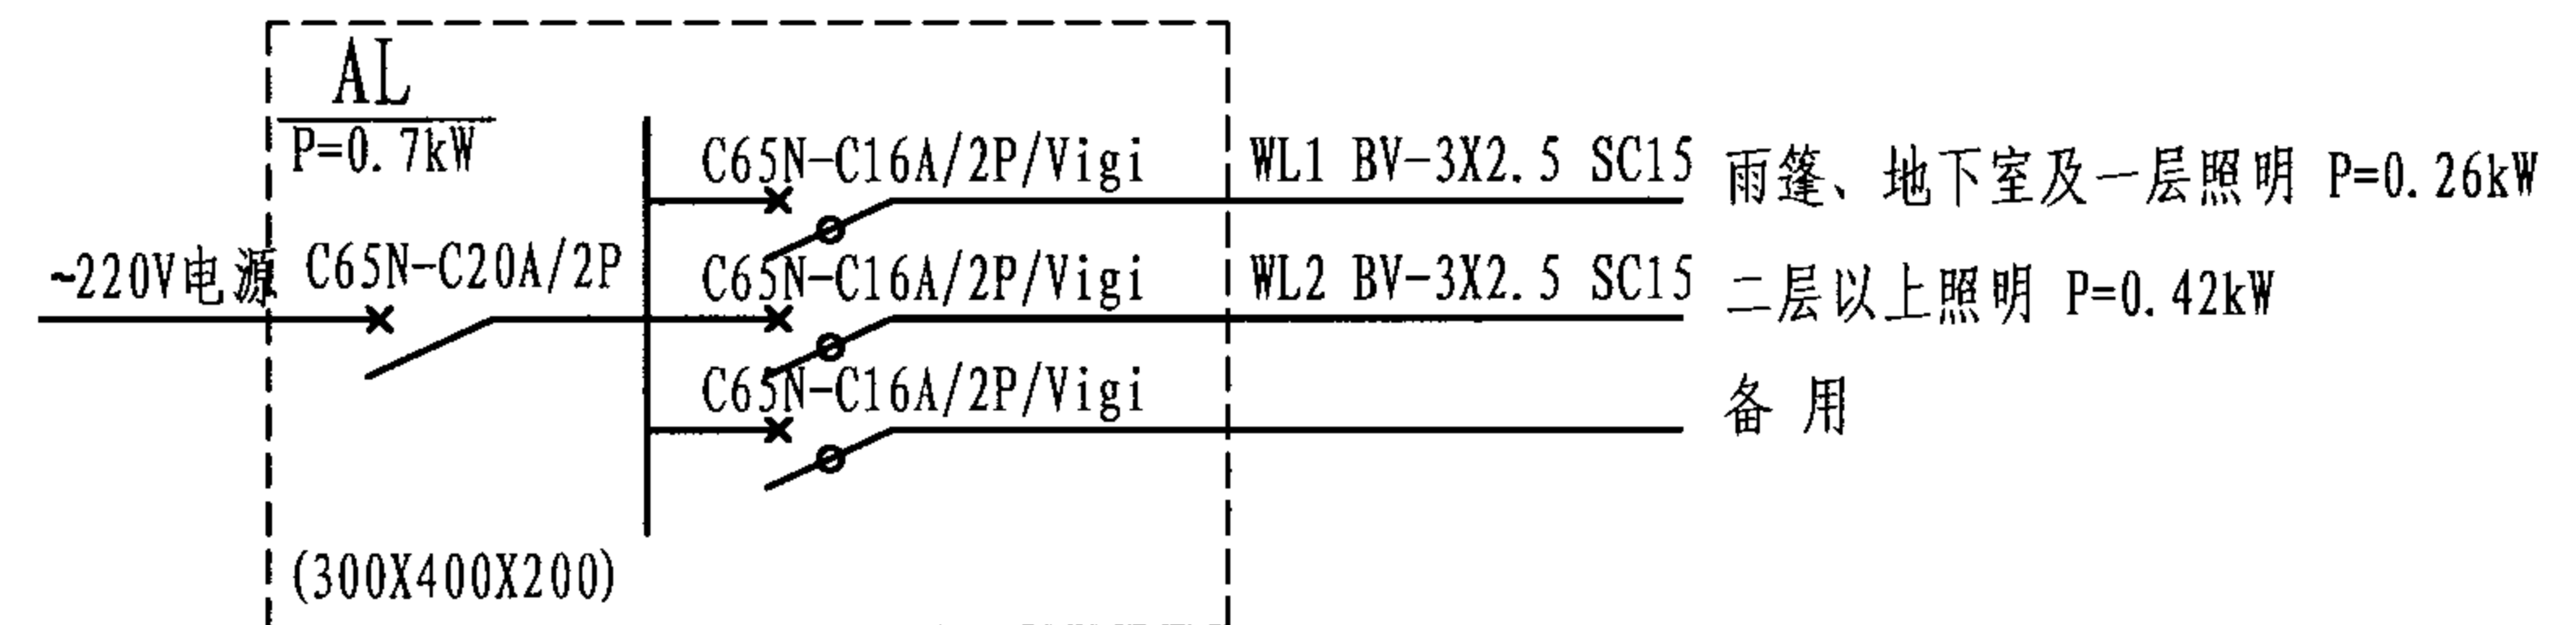 AL
P=0.7kW
C65N-C16A/2P/Vigi WL1 BV-3X2.5 SC15 雨篷、地下室及一层照明 P=0.26kW
~220V电源 C65N-C20A/2P C65N-C16A/2P/Vigi WL2 BV-3X2.5 SC15 二层以上照明 P=0.42kW
C65N-C16A/2P/Vigi 备用
(300X400X200)